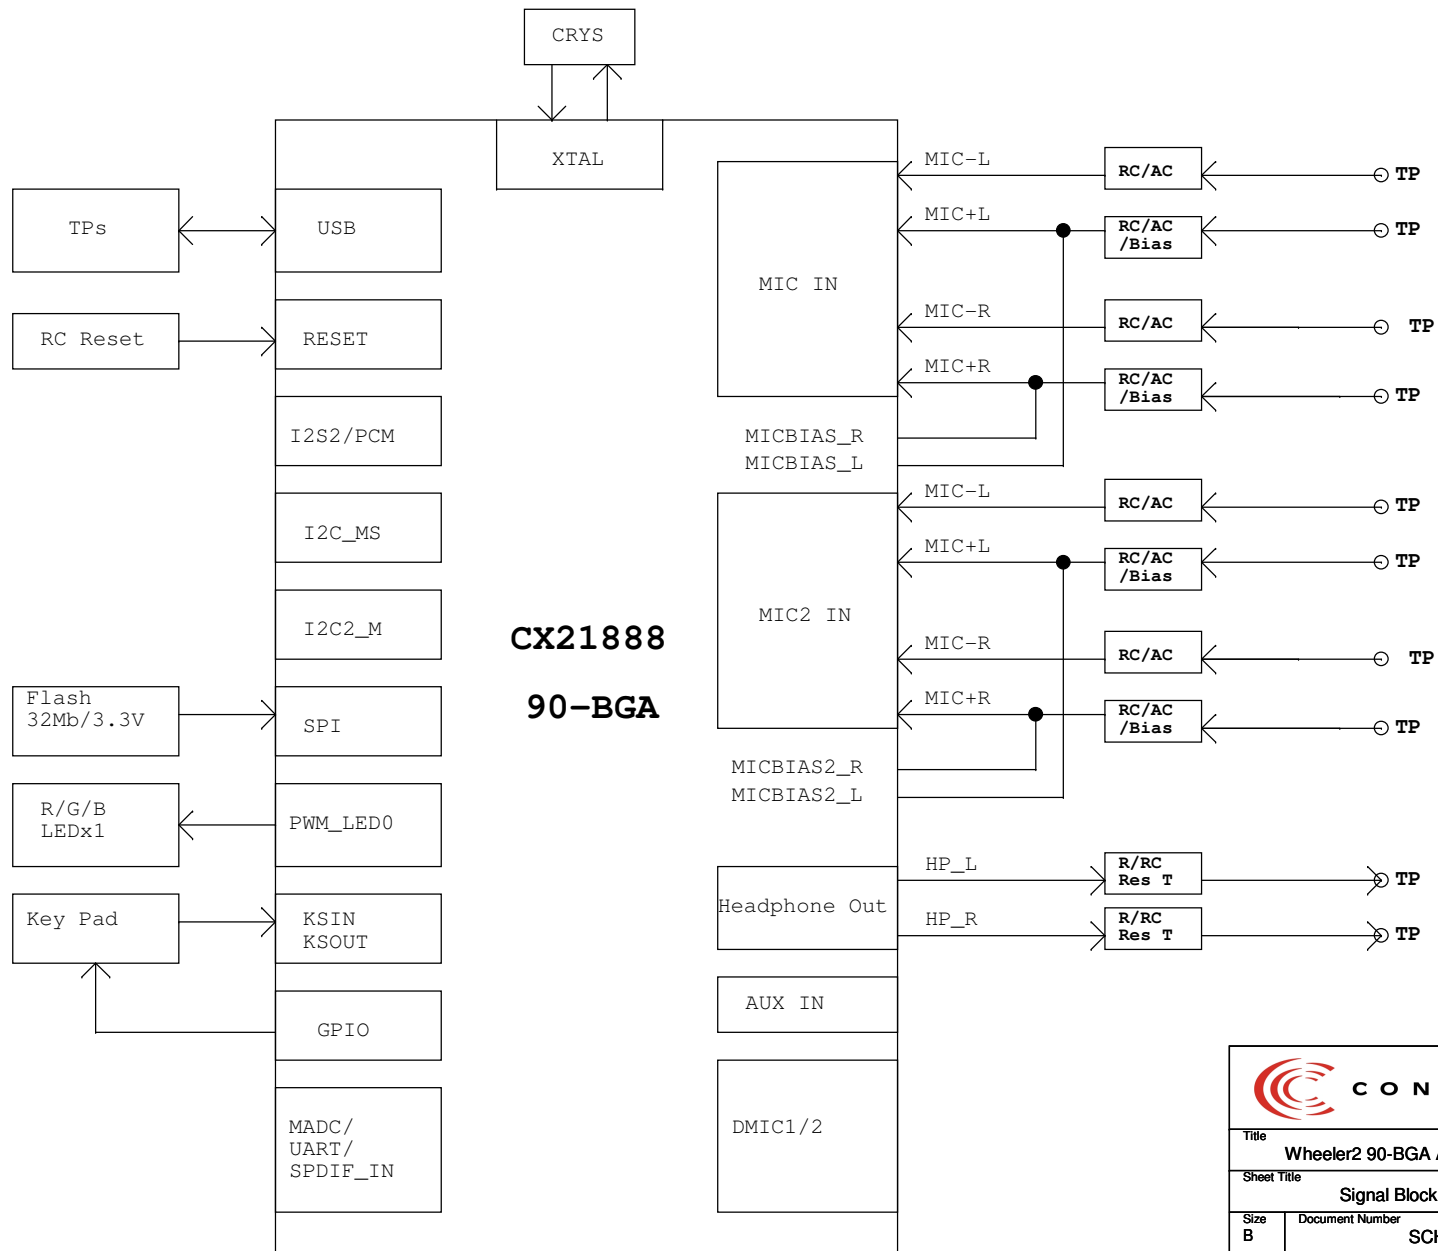 CRYS
XTAL
TPs
USB
RC Reset
RESET
I2S2/PCM
I2C_MS
I2C2_M
Flash
32Mb/3.3V
SPI
R/G/B
LEDx1
PWM_LED0
Key Pad
KSIN
KSOUT
GPIO
MADC/
UART/
SPDIF_IN
CX21888
90-BGA
MIC IN
MIC-L
RC/AC
TP
MIC+L
RC/AC
/Bias
TP
MIC-R
RC/AC
TP
MIC+R
RC/AC
/Bias
TP
MICBIAS_R
MICBIAS_L
MIC2 IN
MIC-L
RC/AC
TP
MIC+L
RC/AC
/Bias
TP
MIC-R
RC/AC
TP
MIC+R
RC/AC
/Bias
TP
MICBIAS2_R
MICBIAS2_L
Headphone Out
HP_L
R/RC
Res T
TP
HP_R
R/RC
Res T
TP
AUX IN
DMIC1/2
CON
Title
Wheeler2 90-BGA
Sheet Title
Signal Block
Size
B
Document Number